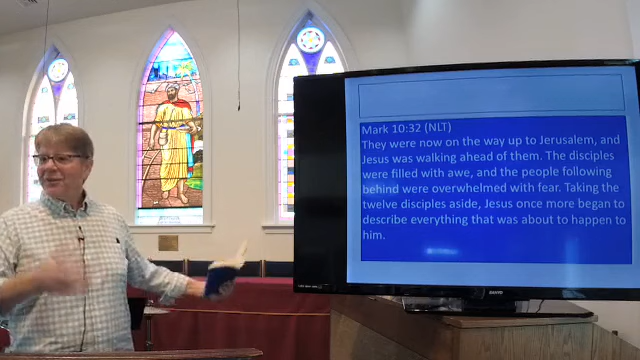 Mark 10:32 (NLT)
They were now on the way up to Jerusalem, and
Jesus was walking ahead of them. The disciples
were filled with awe, and the people following
behind were overwhelmed with fear. Taking the
twelve disciples aside, Jesus once more began to
describe everything that was about to happen to
him.
SANYO